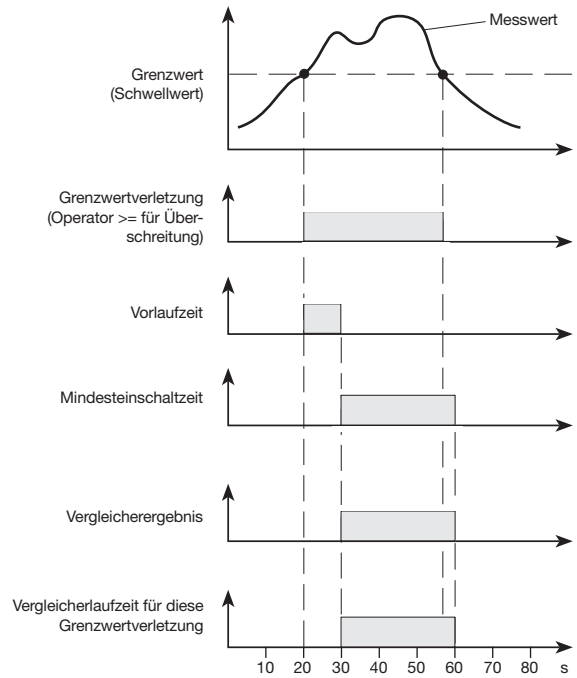 Messwert
Grenzwert
(Schwellwert)
Grenzwertverletzung
(Operator >= für Über-
schreitung)
Vorlaufzeit
Mindesteinschaltzeit
Vergleicherergebnis
Vergleicherlaufzeit für diese
Grenzwertverletzung
10 20 30 40 50 60 70 80 s